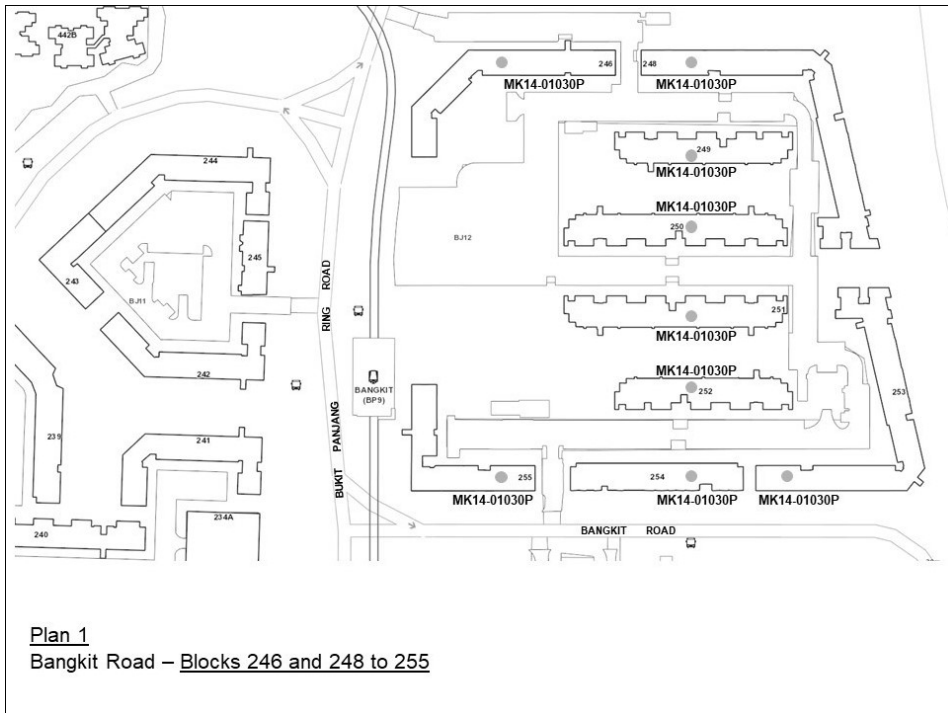 442B
246
248
MK14-01030P
MK14-01030P
249
244
MK14-01030P
MK14-01030P
250
BJ12
245
243
RING ROAD
BJ11
251
MK14-01030P
242
MK14-01030P
BANGKIT
(BP9)
252
253
BUKIT PANJANG
239
241
255
254
MK14-01030P
MK14-01030P
MK14-01030P
234A
240
BANGKIT ROAD
Plan 1
Bangkit Road – Blocks 246 and 248 to 255